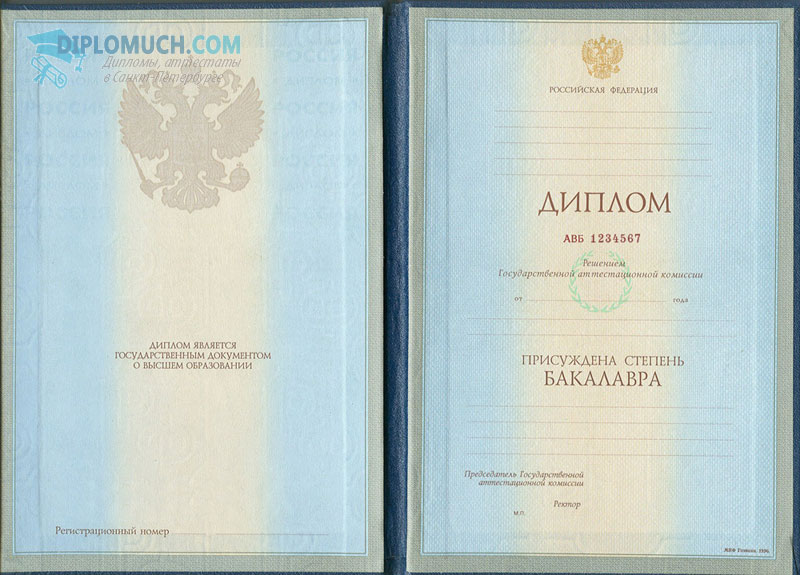 DIPLOMUCH.COM
Дипломы, аттестаты
в Санкт-Петербурге
ДИПЛОМ ЯВЛЯЕТСЯ
ГОСУДАРСТВЕННЫМ ДОКУМЕНТОМ
О ВЫСШЕМ ОБРАЗОВАНИИ
Регистрационный номер
РОССИЙСКАЯ ФЕДЕРАЦИЯ
ДИПЛОМ
АВБ 1234567
Решением
Государственной аттестационной комиссии
от года
ПРИСУЖДЕНА СТЕПЕНЬ
БАКАЛАВРА
Председатель Государственной
аттестационной комиссии
Ректор
М.П.